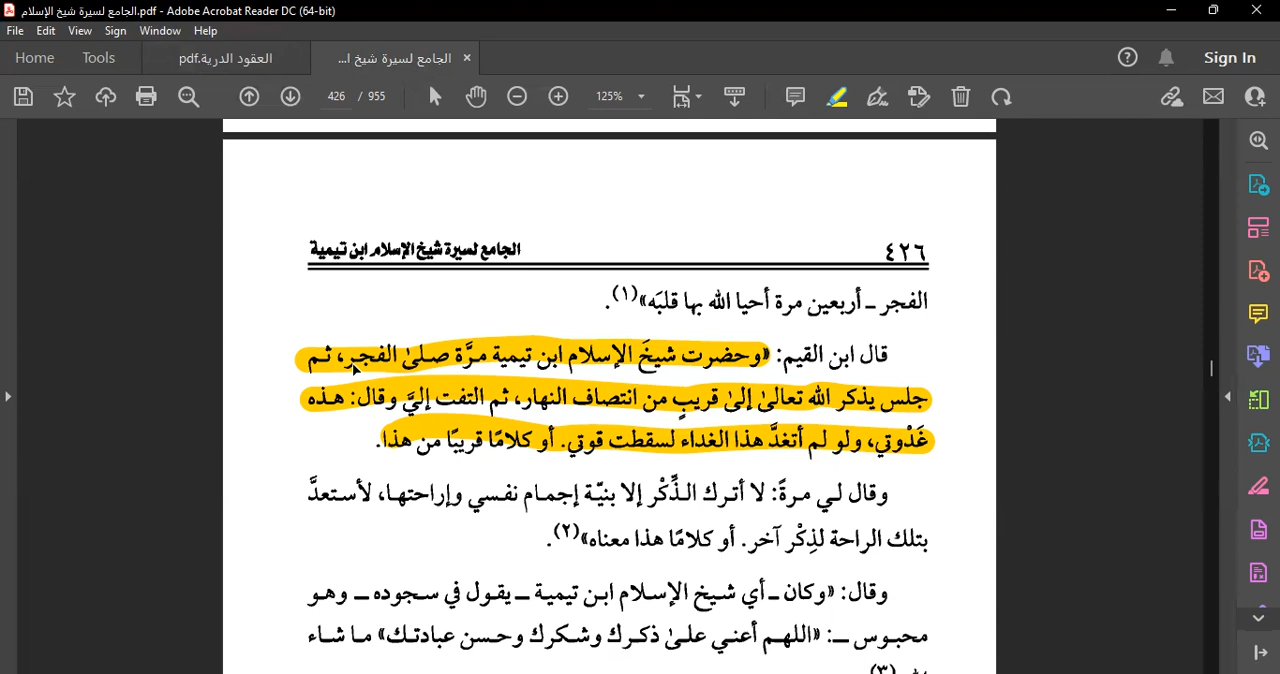 الجامع لسيرة شيخ الإسلام.pdf - Adobe Acrobat Reader DC (64-bit)
File Edit View Sign Window Help
Home Tools العقود الدرية.pdf الجامع لسيرة شيخ ا... × Sign In
426 / 955 125%
٤٢٦ الجامع لسيرة شيخ الإسلام ابن تيمية
الفجر ـ أربعين مرة أحيا الله بها قلبَه»(١).
قال ابن القيم: «وحضرت شيخَ الإسلام ابن تيمية مرَّة صلىٰ الفجر، ثم
جلس يذكر الله تعالىٰ إلىٰ قريبٍ من انتصاف النهار، ثم التفت إليَّ وقال: هذه
غَدْوتي، ولو لم أتغدَّ هذا الغداء لسقطت قوتي. أو كلامًا قريبًا من هذا.
وقال لي مرةً: لا أترك الذِّكْر إلا بنيّة إجمام نفسي وإراحتها، لأستعدَّ
بتلك الراحة لذِكْر آخر. أو كلامًا هذا معناه»(٢).
وقال: «وكان ـ أي شيخ الإسلام ابن تيمية ـ يقول في سجوده ـ وهو
محبوس ـ: «اللهم أعني علىٰ ذكرك وشكرك وحسن عبادتك» ما شاء
(٣)